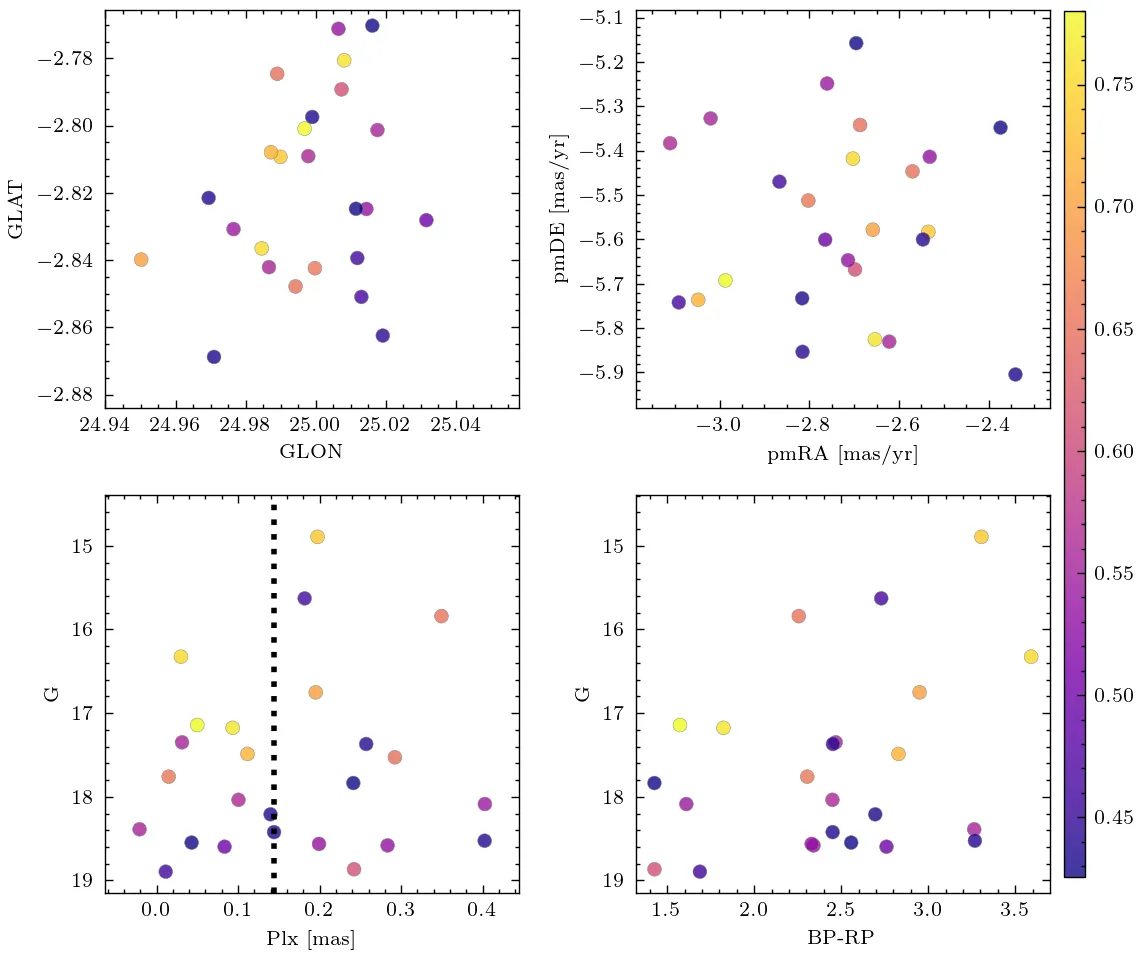 −2.78
−2.80
−2.82
−2.84
−2.86
−2.88
GLAT
24.94 24.96 24.98 25.00 25.02 25.04
GLON
−5.1
−5.2
−5.3
−5.4
−5.5
−5.6
−5.7
−5.8
−5.9
pmDE [mas/yr]
−3.0 −2.8 −2.6 −2.4
pmRA [mas/yr]
0.75
0.70
0.65
0.60
0.55
0.50
0.45
15
16
17
18
19
G
0.0 0.1 0.2 0.3 0.4
Plx [mas]
15
16
17
18
19
G
1.5 2.0 2.5 3.0 3.5
BP-RP